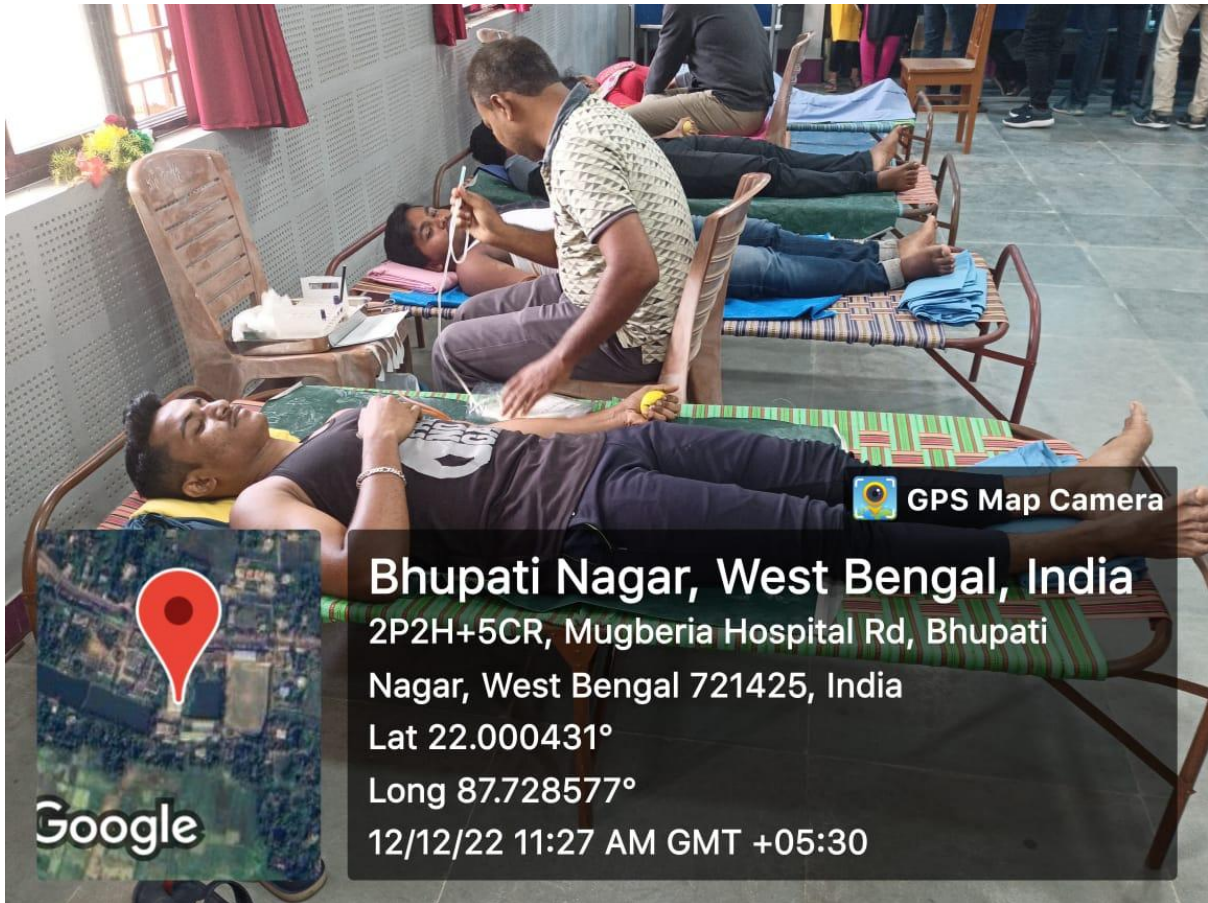 GPS Map Camera
Bhupati Nagar, West Bengal, India
2P2H+5CR, Mugberia Hospital Rd, Bhupati
Nagar, West Bengal 721425, India
Lat 22.000431°
Long 87.728577°
12/12/22 11:27 AM GMT +05:30
Google